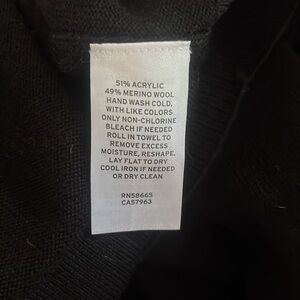 51% ACRYLIC
49% MERINO WOOL
HAND WASH COLD,
WITH LIKE COLORS
ONLY NON-CHLORINE
BLEACH IF NEEDED
ROLL IN TOWEL TO
REMOVE EXCESS
MOISTURE, RESHAPE,
LAY FLAT TO DRY
COOL IRON IF NEEDED
OR DRY CLEAN
RN58665
CA57963